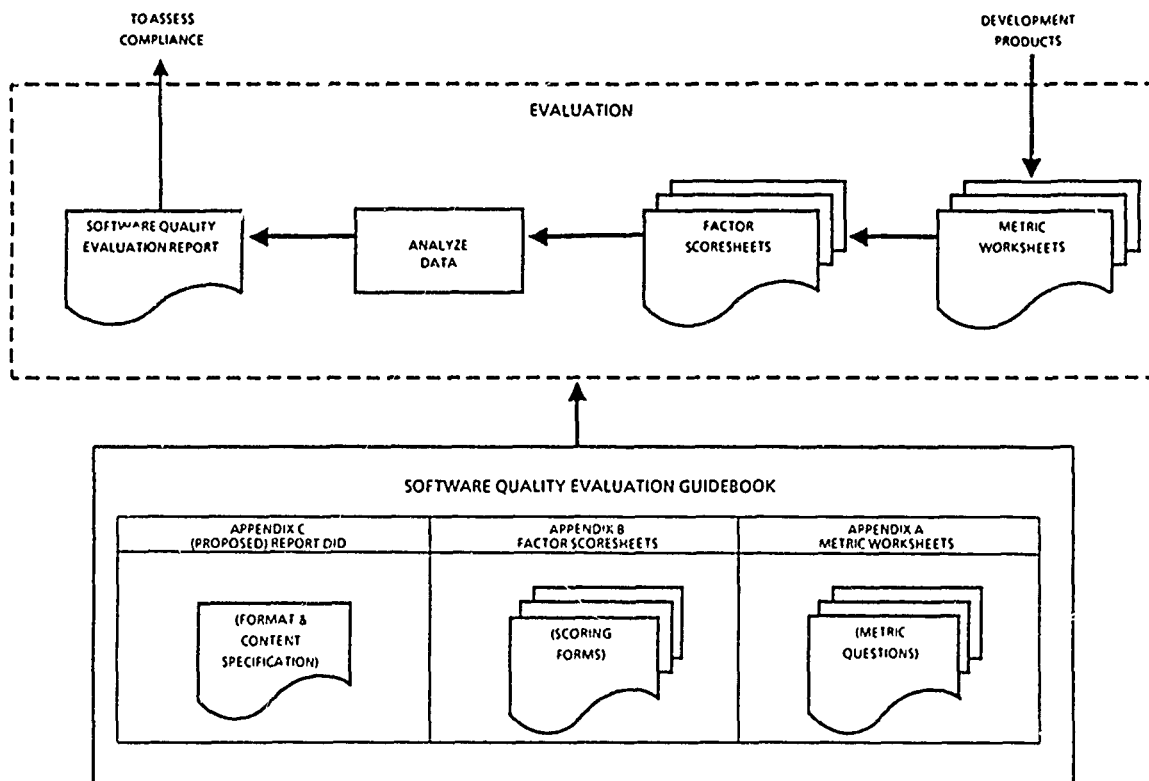 TO ASSESS
COMPLIANCE
DEVELOPMENT
PRODUCTS
EVALUATION
SOFTWARE QUALITY
EVALUATION REPORT
ANALYZE
DATA
FACTOR
SCORESHEETS
METRIC
WORKSHEETS
SOFTWARE QUALITY EVALUATION GUIDEBOOK
APPENDIX C
(PROPOSED) REPORT DID
APPENDIX B
FACTOR SCORESHEETS
APPENDIX A
METRIC WORKSHEETS
(FORMAT &
CONTENT
SPECIFICATION)
(SCORING
FORMS)
(METRIC
QUESTIONS)